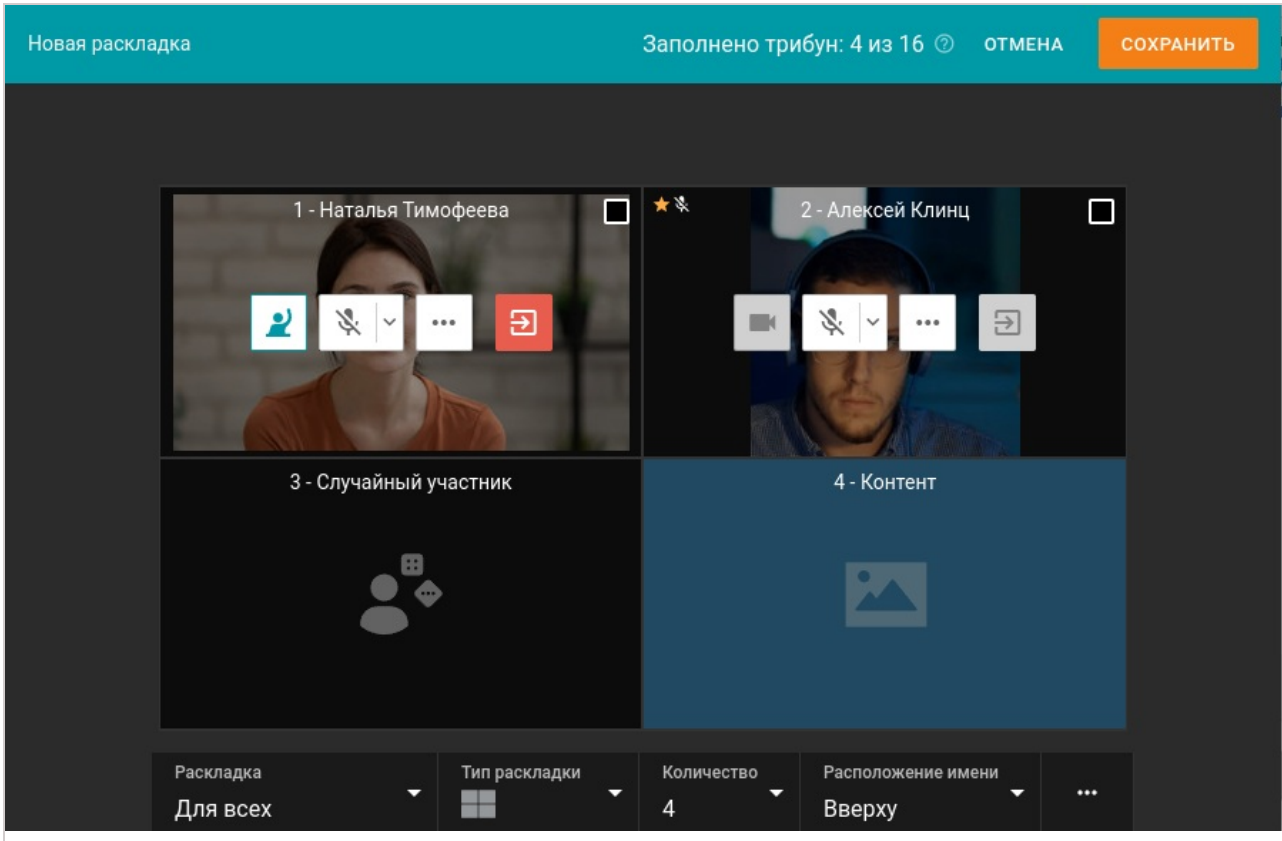 Новая раскладка
Заполнено трибун: 4 из 16 ?
ОТМЕНА
СОХРАНИТЬ
1 - Наталья Тимофеева
2 - Алексей Клинц
3 - Случайный участник
4 - Контент
Раскладка
Для всех
Тип раскладки
Количество
4
Расположение имени
Вверху